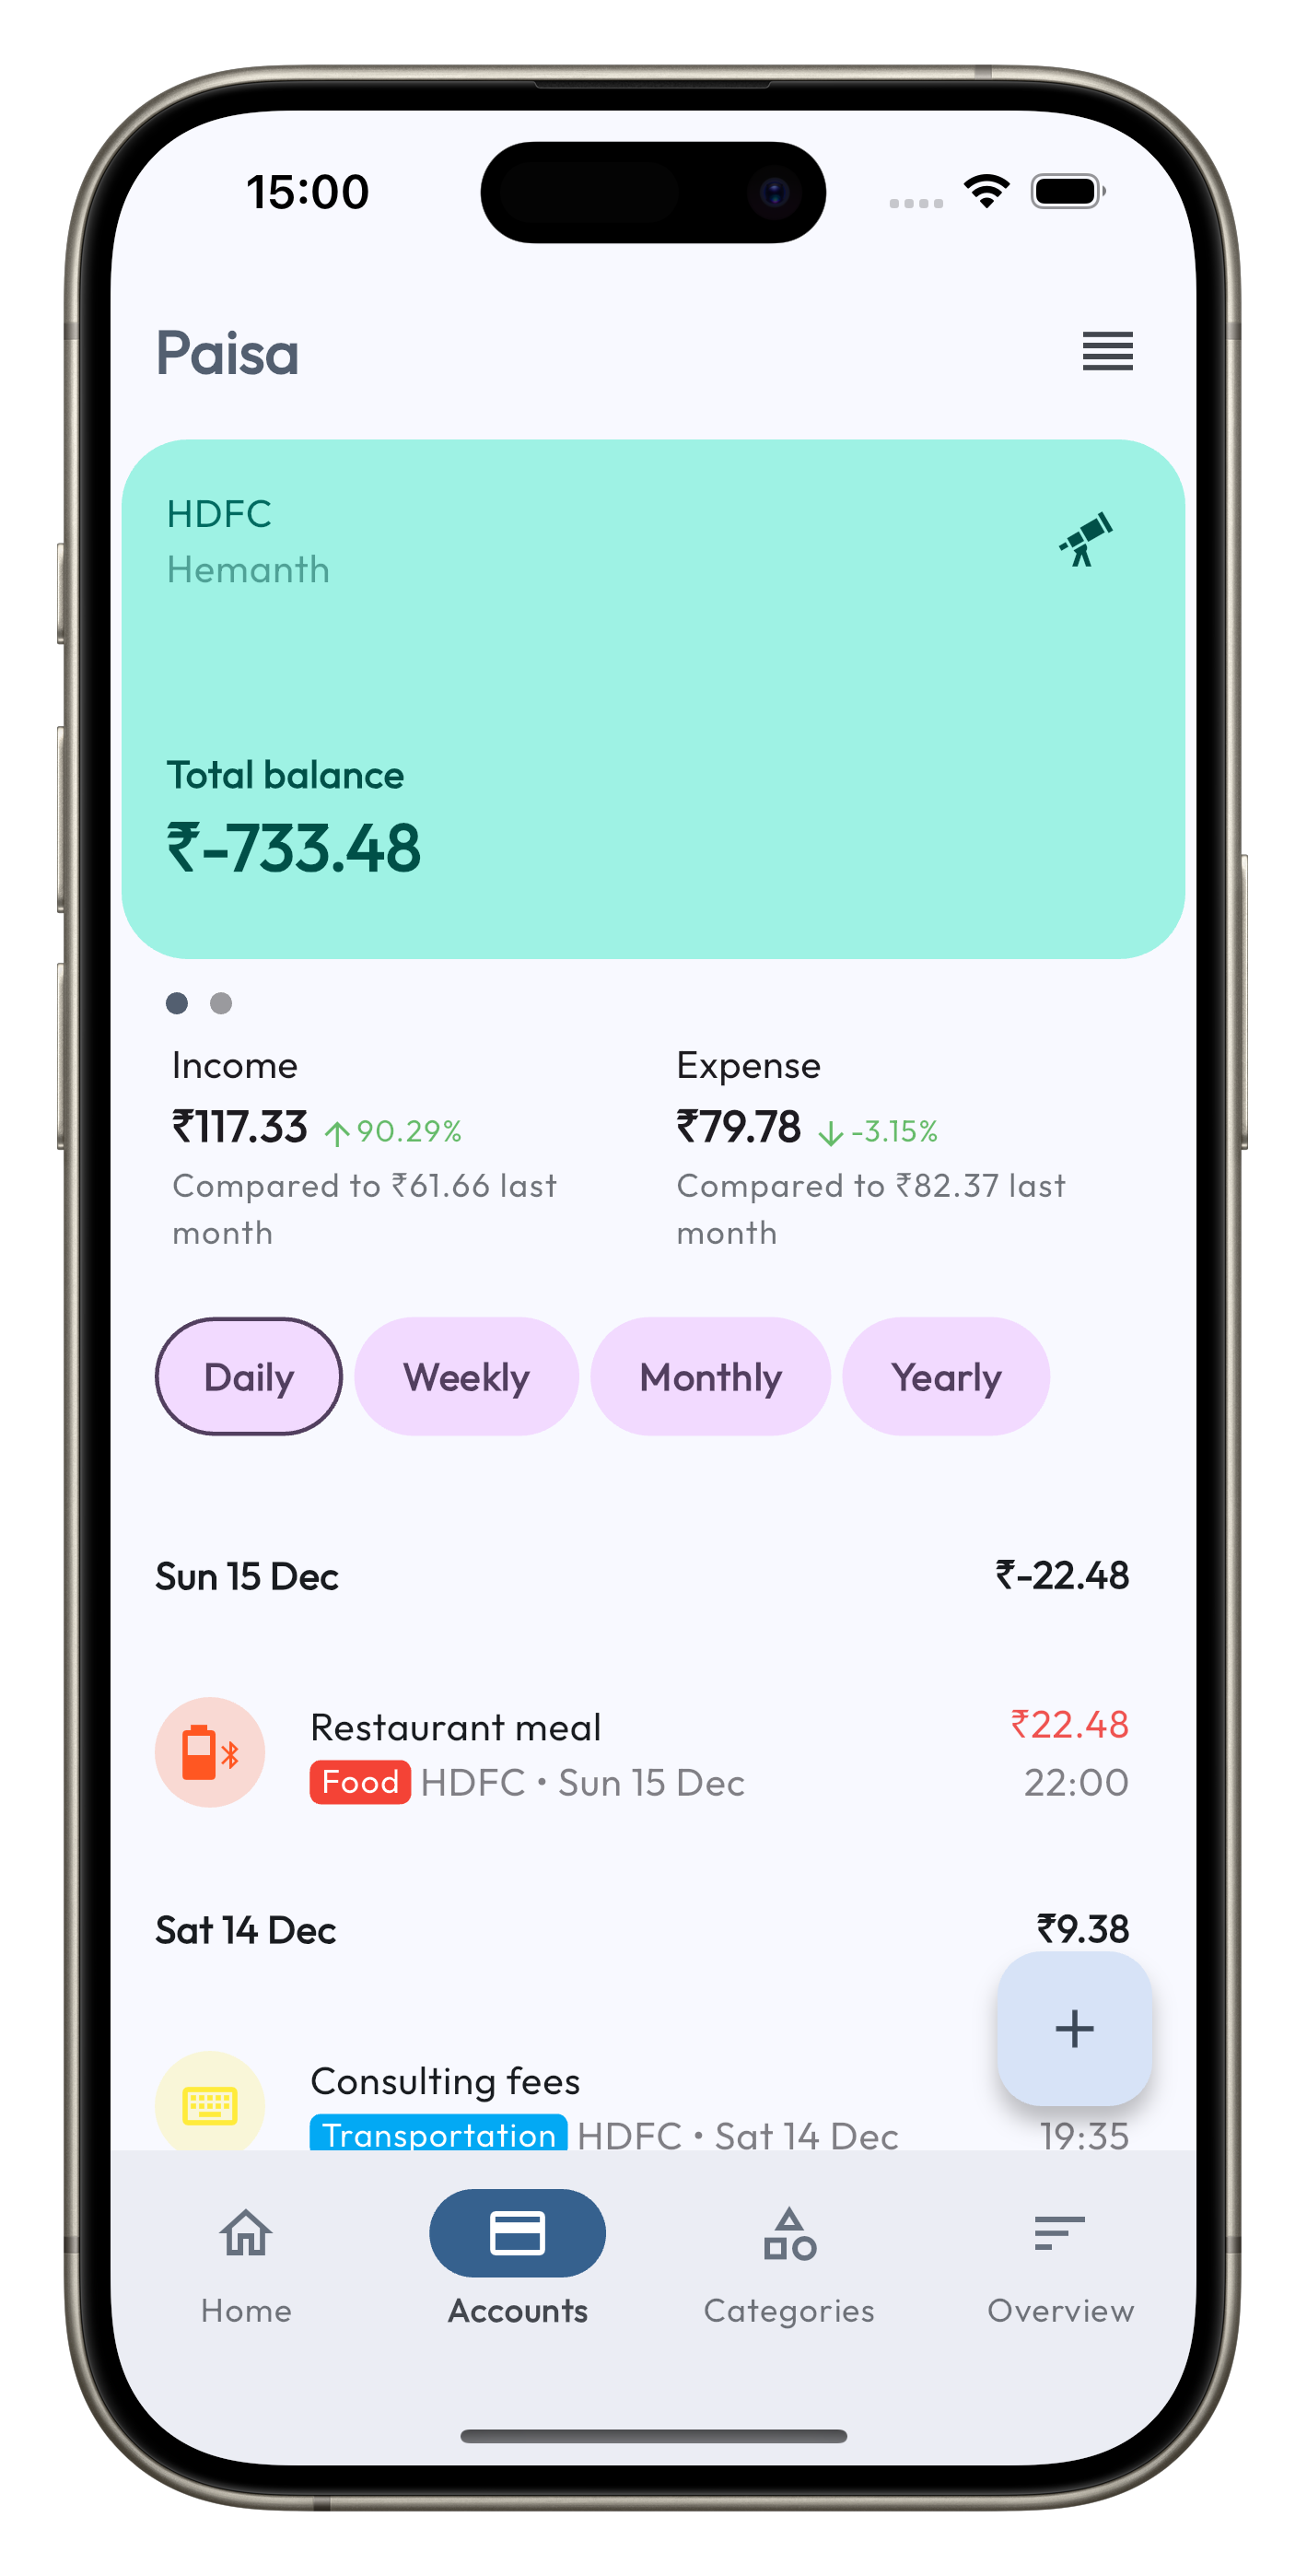 15:00
Paisa
HDFC
Hemanth
Total balance
₹-733.48
Income
₹117.33 ↑ 90.29%
Compared to ₹61.66 last
month
Expense
₹79.78 ↓ -3.15%
Compared to ₹82.37 last
month
Daily Weekly Monthly Yearly
Sun 15 Dec ₹-22.48
Restaurant meal ₹22.48
Food HDFC • Sun 15 Dec 22:00
Sat 14 Dec ₹9.38
Consulting fees
Transportation HDFC • Sat 14 Dec 19:35
Home Accounts Categories Overview